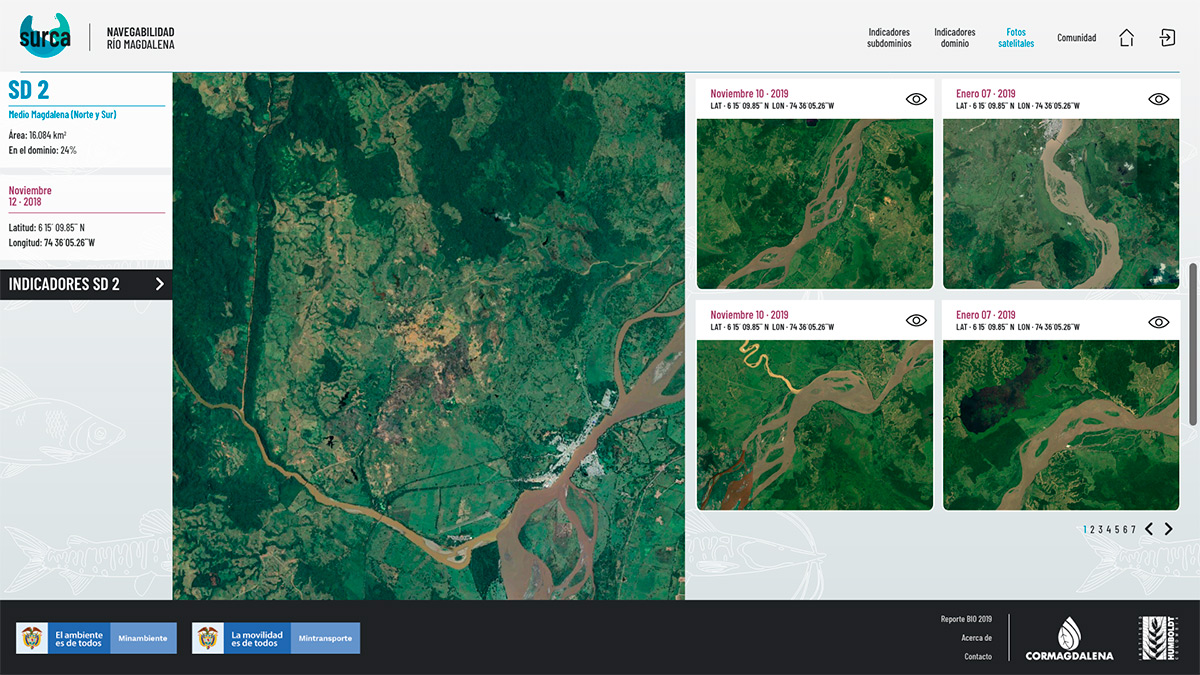 surca
NAVEGABILIDAD
RÍO MAGDALENA
Indicadores
subdominios
Indicadores
dominio
Fotos
satelitales
Comunidad
SD 2
Medio Magdalena (Norte y Sur)
Área: 16.084 km²
En el dominio: 24%
Noviembre
12 · 2018
Latitud: 6 15´ 09.85´´ N
Longitud: 74 36´05.26´´W
INDICADORES SD 2
Noviembre 10 · 2019
LAT · 6 15´ 09.85´´ N LON · 74 36´05.26´´W
Enero 07 · 2019
LAT · 6 15´ 09.85´´ N LON · 74 36´05.26´´W
Noviembre 10 · 2019
LAT · 6 15´ 09.85´´ N LON · 74 36´05.26´´W
Enero 07 · 2019
LAT · 6 15´ 09.85´´ N LON · 74 36´05.26´´W
1 2 3 4 5 6 7
El ambiente
es de todos
Minambiente
La movilidad
es de todos
Mintransporte
Reporte BIO 2019
Acerca de
Contacto
CORMAGDALENA
INSTITUTO
HUMBOLDT
COLOMBIA